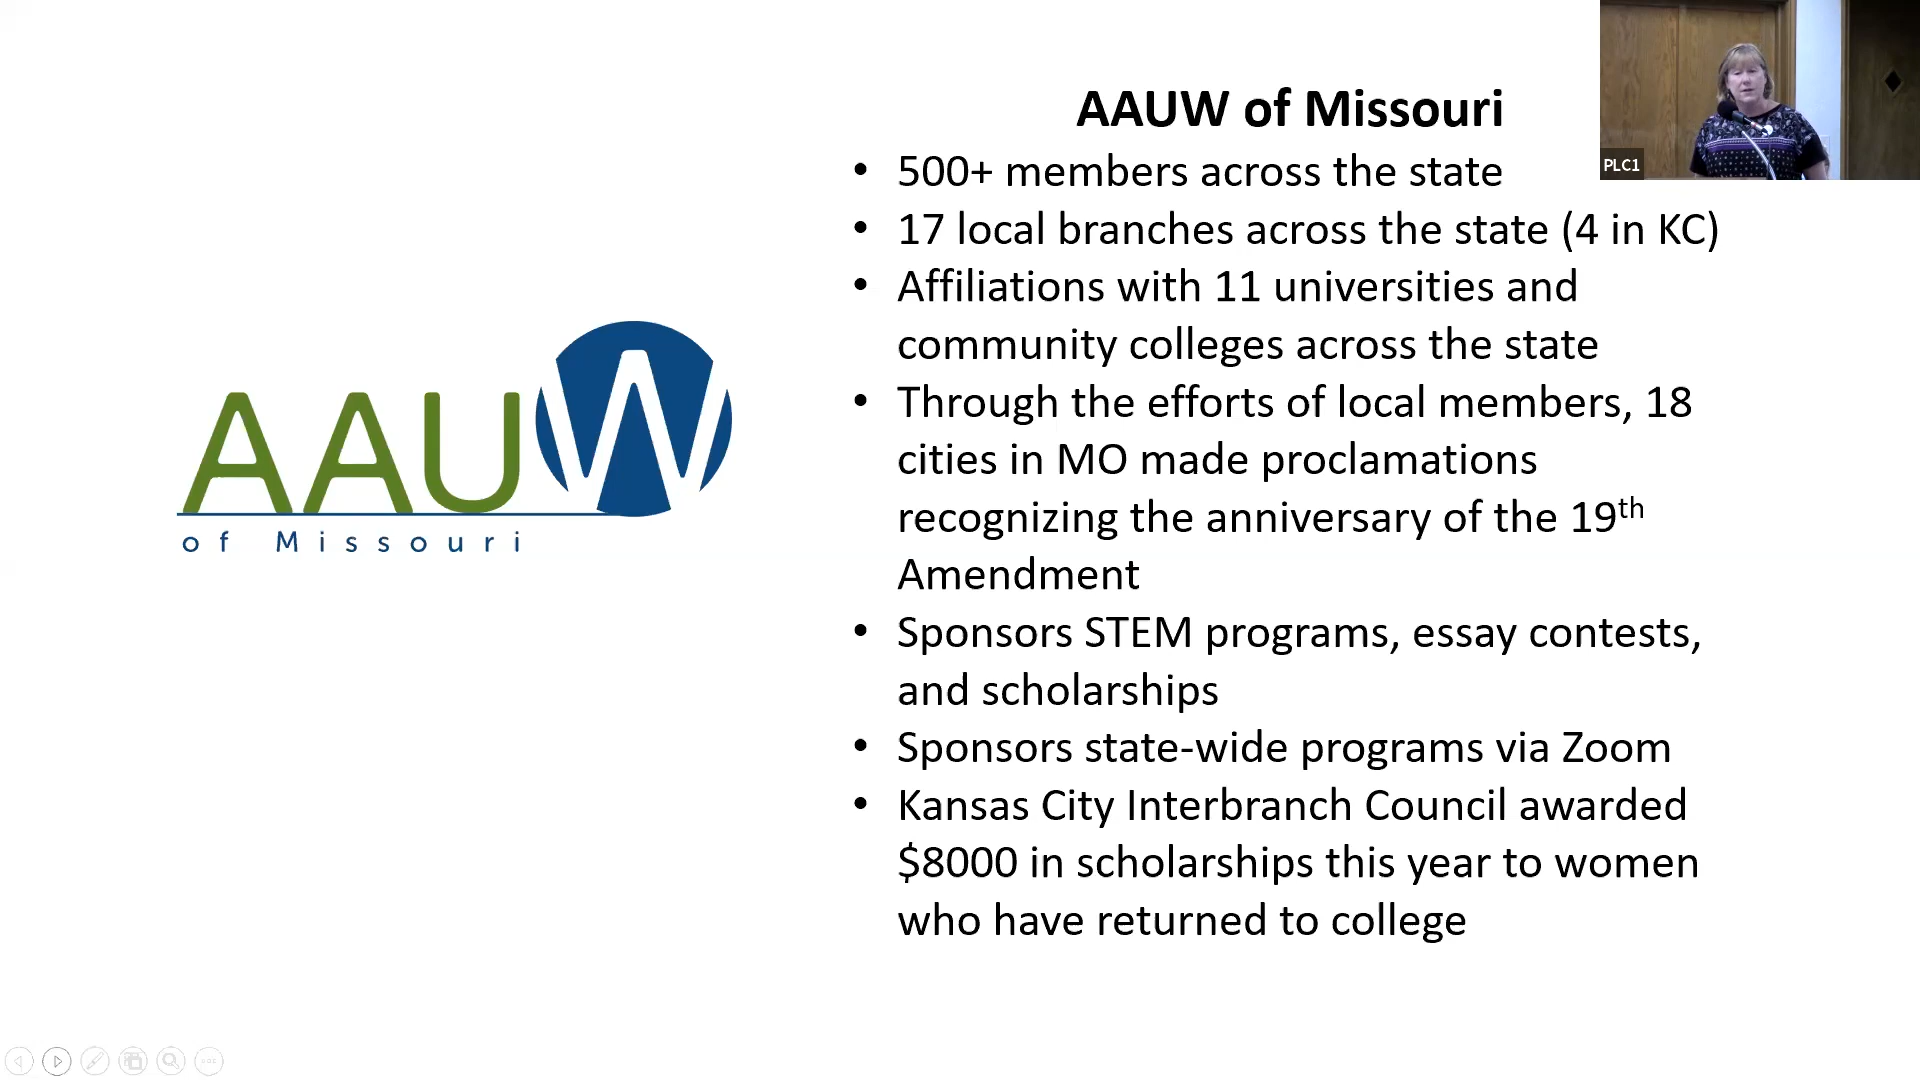 AAUW of Missouri
• 500+ members across the state
• 17 local branches across the state (4 in KC)
• Affiliations with 11 universities and
community colleges across the state
• Through the efforts of local members, 18
cities in MO made proclamations
recognizing the anniversary of the 19th
Amendment
• Sponsors STEM programs, essay contests,
and scholarships
• Sponsors state-wide programs via Zoom
• Kansas City Interbranch Council awarded
$8000 in scholarships this year to women
who have returned to college
AAUW
of Missouri
PLC1